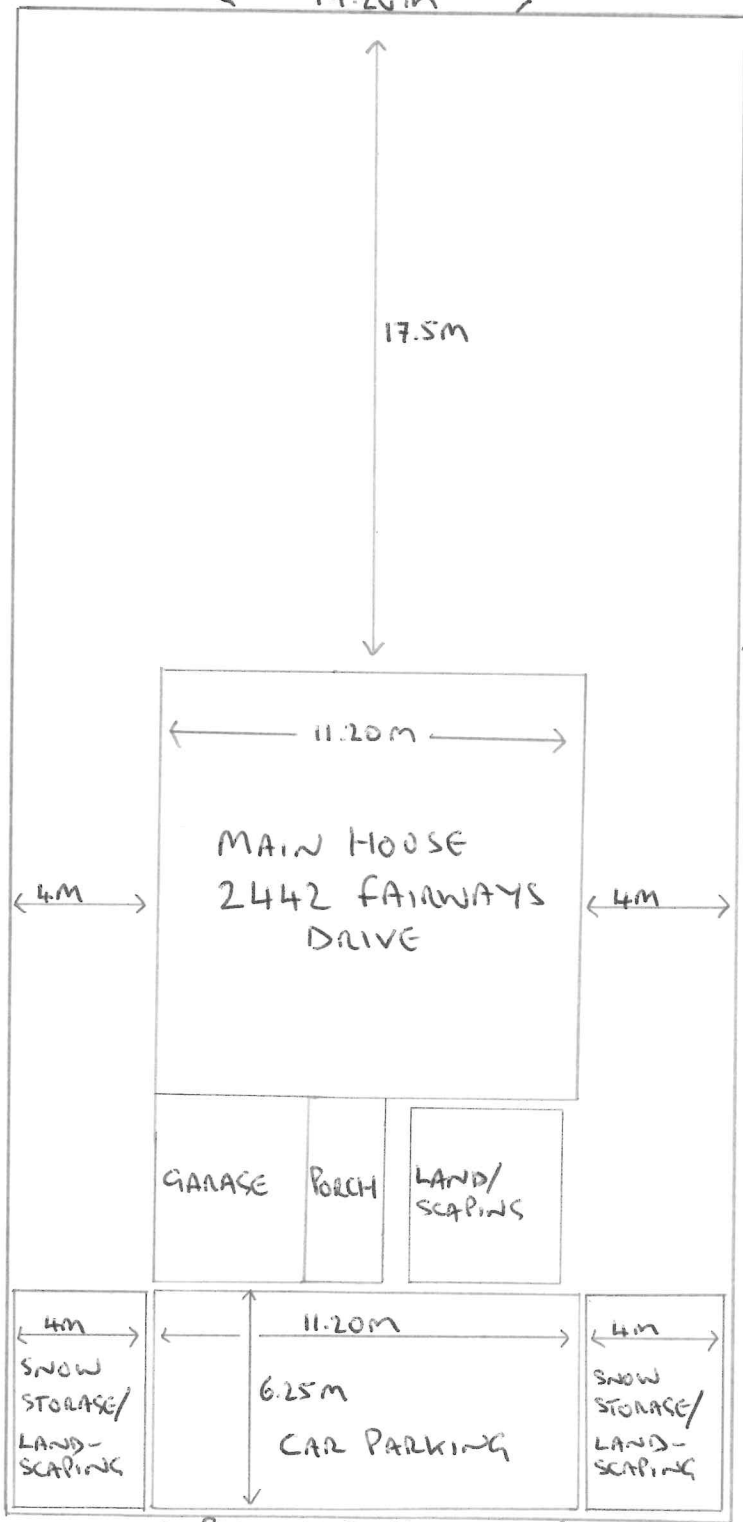 17.5M
11.20M
MAIN HOUSE
2442 FAIRWAYS
DRIVE
4M
4M
GARAGE
PORCH
LAND/
SCAPING
4M
11.20M
4M
SNOW
STORAGE/
LAND-
SCAPING
6.25M
CAR PARKING
SNOW
STORAGE/
LAND-
SCAPING